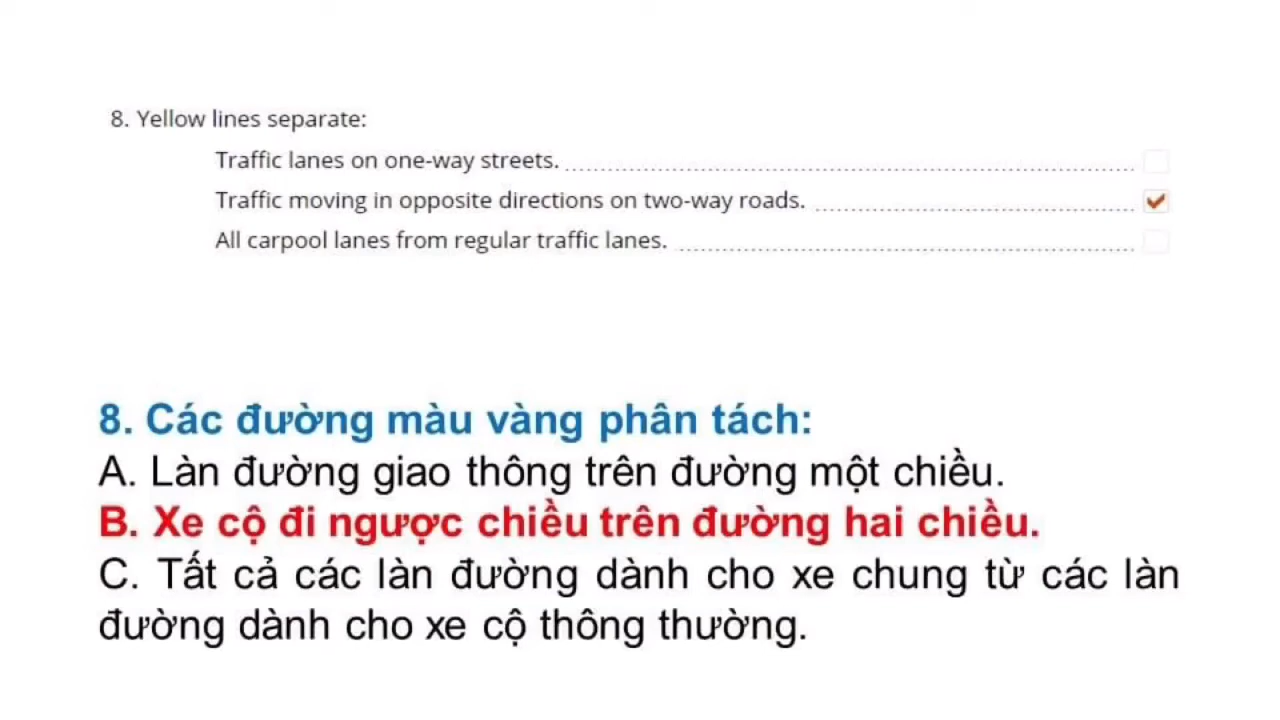 8. Yellow lines separate:
Traffic lanes on one-way streets.
Traffic moving in opposite directions on two-way roads.
All carpool lanes from regular traffic lanes.
8. Các đường màu vàng phân tách:
A. Làn đường giao thông trên đường một chiều.
B. Xe cộ đi ngược chiều trên đường hai chiều.
C. Tất cả các làn đường dành cho xe chung từ các làn
đường dành cho xe cộ thông thường.